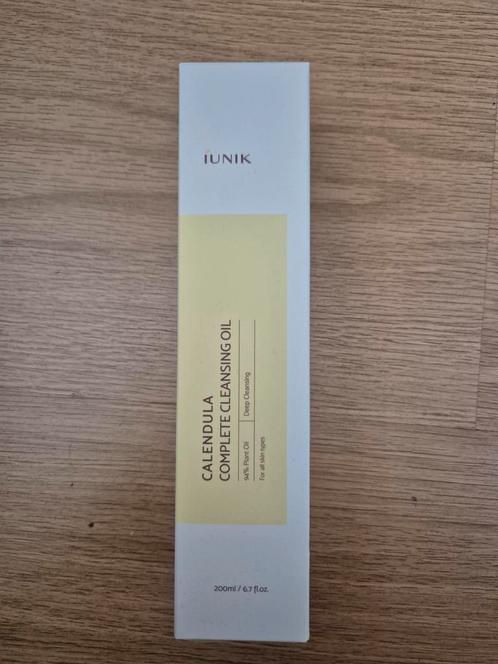 iUNIK
CALENDULA
COMPLETE CLEANSING OIL
94% Plant Oil | Deep Cleansing
For all skin types
200ml / 6.7 fl.oz.